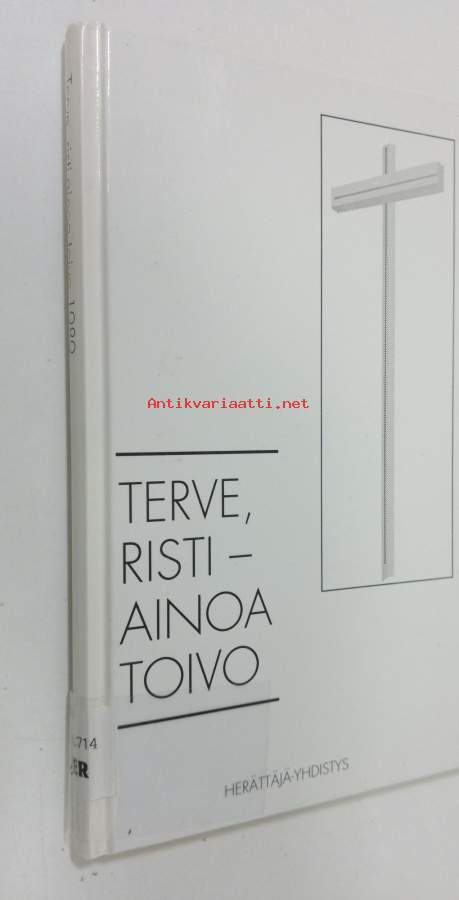 Antikvariaatti.net
TERVE,
RISTI –
AINOA
TOIVO
HERÄTTÄJÄ-YHDISTYS
.714